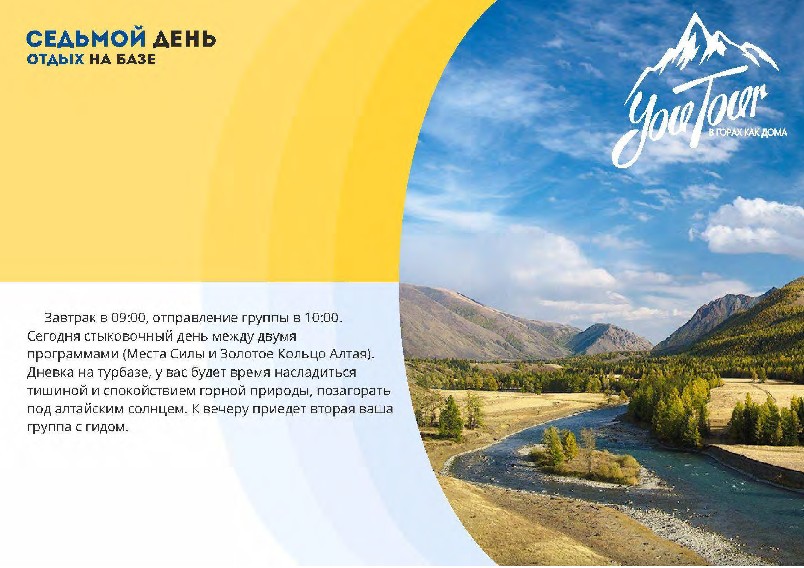 СЕДЬМОЙ ДЕНЬ
ОТДЫХ НА БАЗЕ
YouTour
В ГОРАХ КАК ДОМА
Завтрак в 09:00, отправление группы в 10:00.
Сегодня стыковочный день между двумя
программами (Места Силы и Золотое Кольцо Алтая).
Дневка на турбазе, у вас будет время насладиться
тишиной и спокойствием горной природы, позагорать
под алтайским солнцем. К вечеру приедет вторая ваша
группа с гидом.